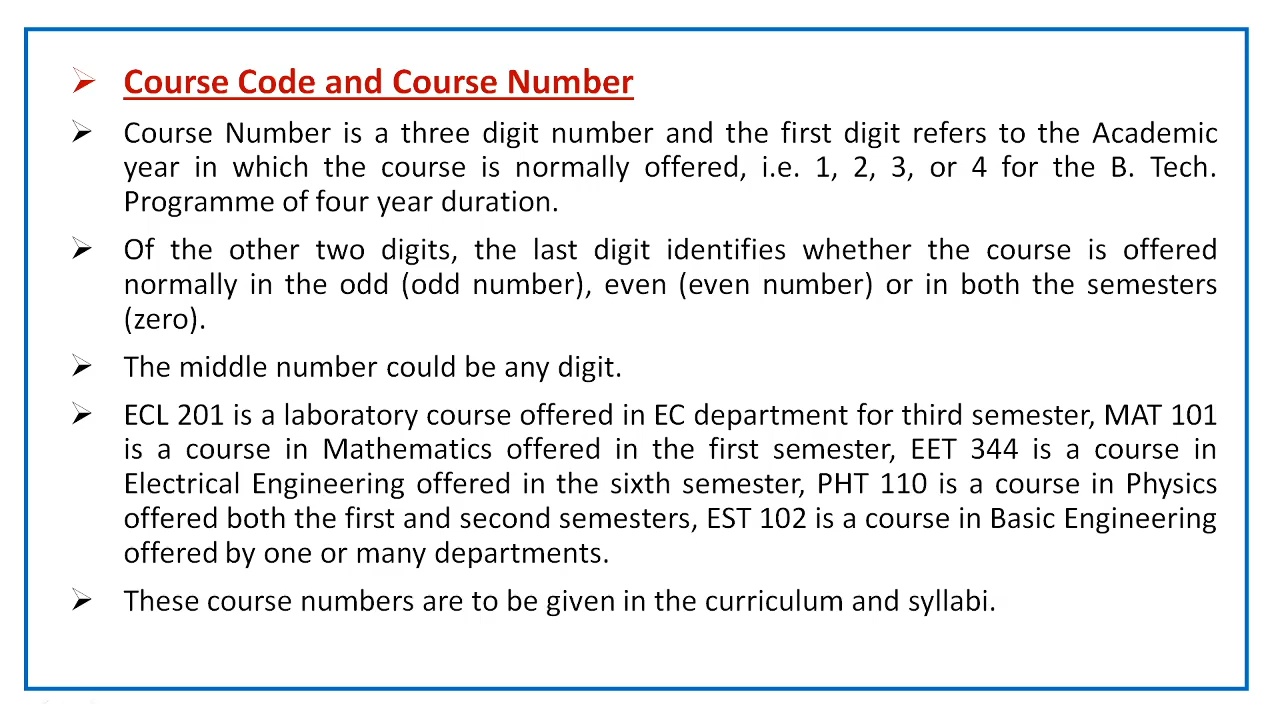 ➢ Course Code and Course Number
➢ Course Number is a three digit number and the first digit refers to the Academic
year in which the course is normally offered, i.e. 1, 2, 3, or 4 for the B. Tech.
Programme of four year duration.
➢ Of the other two digits, the last digit identifies whether the course is offered
normally in the odd (odd number), even (even number) or in both the semesters
(zero).
➢ The middle number could be any digit.
➢ ECL 201 is a laboratory course offered in EC department for third semester, MAT 101
is a course in Mathematics offered in the first semester, EET 344 is a course in
Electrical Engineering offered in the sixth semester, PHT 110 is a course in Physics
offered both the first and second semesters, EST 102 is a course in Basic Engineering
offered by one or many departments.
➢ These course numbers are to be given in the curriculum and syllabi.